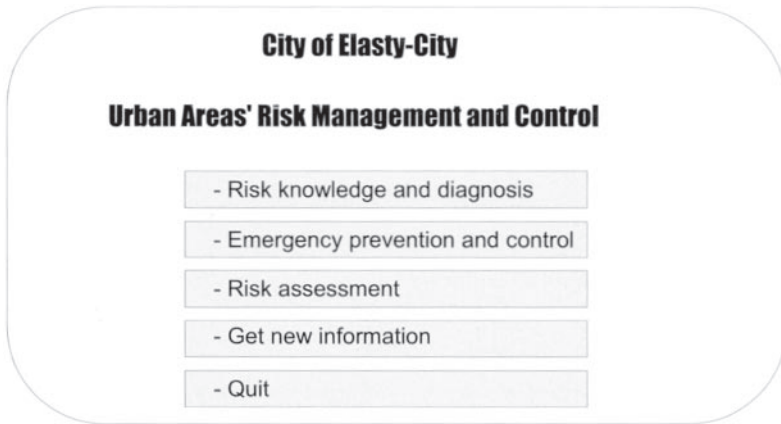 City of Elasty-City
Urban Areas' Risk Management and Control
- Risk knowledge and diagnosis
- Emergency prevention and control
- Risk assessment
- Get new information
- Quit